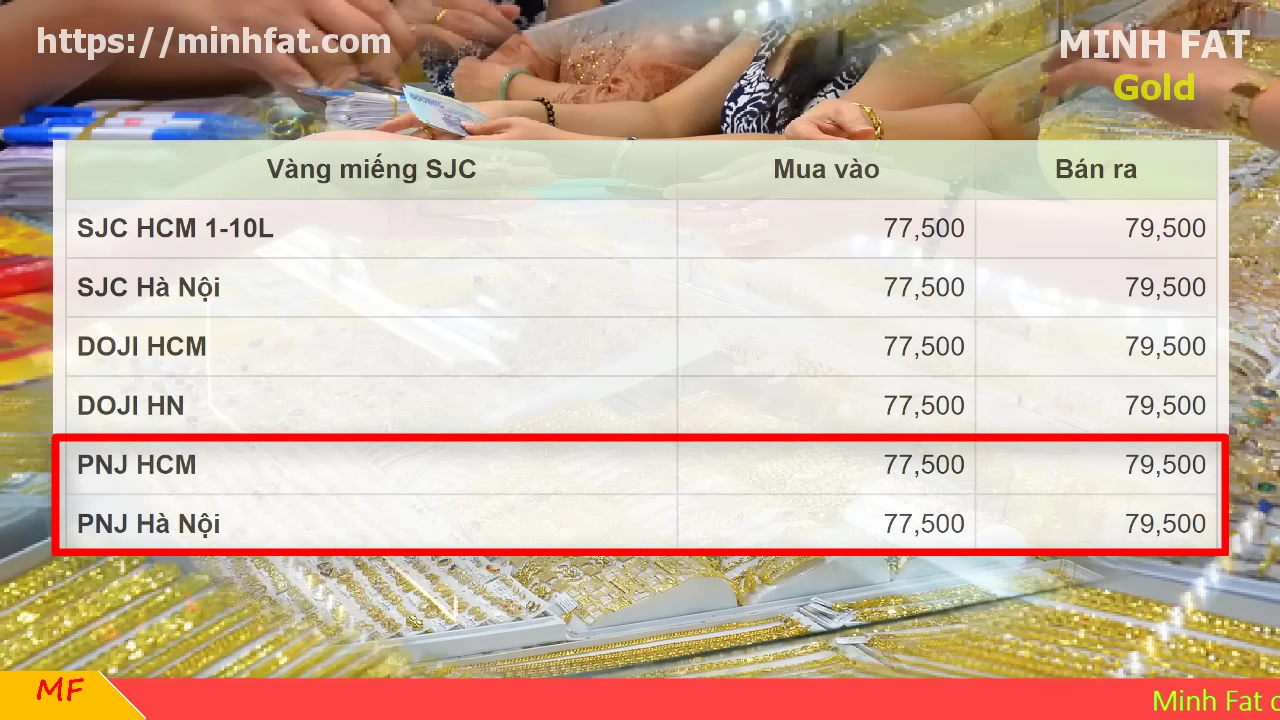 https://minhfat.com
MINH FAT
Gold
Vàng miếng SJC Mua vào Bán ra
SJC HCM 1-10L 77,500 79,500
SJC Hà Nội 77,500 79,500
DOJI HCM 77,500 79,500
DOJI HN 77,500 79,500
PNJ HCM 77,500 79,500
PNJ Hà Nội 77,500 79,500
MF
Minh Fat